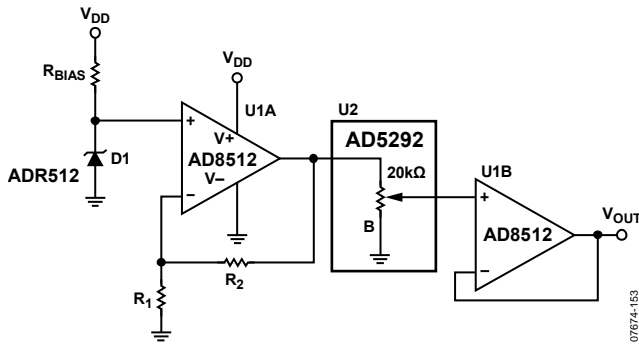 VDD
RBIAS
ADR512
D1
VDD
U1A
+
V+
AD8512
V–
–
R2
R1
U2
AD5292
20kΩ
B
U1B
+
AD8512
–
VOUT
07674-153